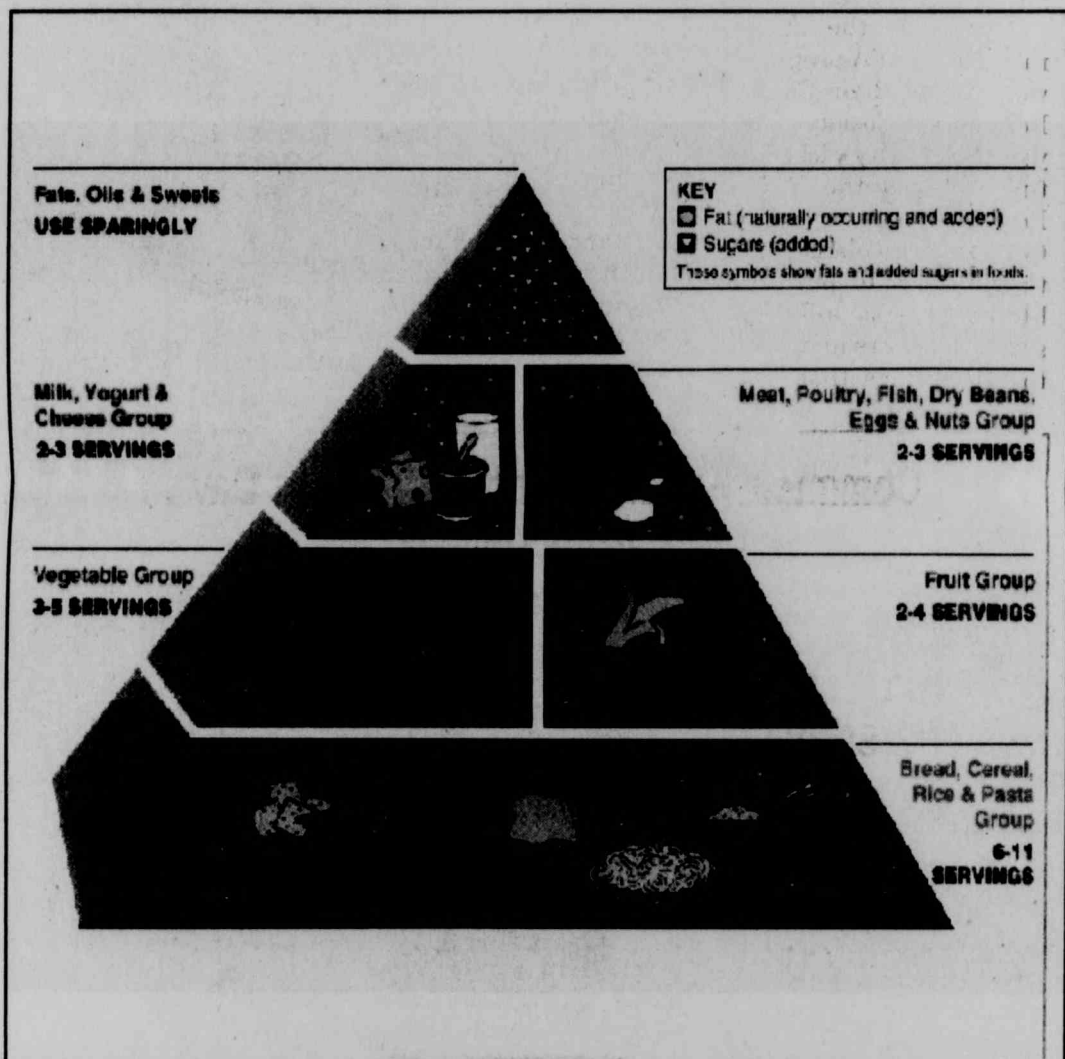 Fats, Oils & Sweets
USE SPARINGLY
KEY
Fat (naturally occurring and added)
Sugars (added)
These symbols show fats and added sugars in foods.
Milk, Yogurt &
Cheese Group
2-3 SERVINGS
Meat, Poultry, Fish, Dry Beans,
Eggs & Nuts Group
2-3 SERVINGS
Vegetable Group
3-5 SERVINGS
Fruit Group
2-4 SERVINGS
Bread, Cereal,
Rice & Pasta
Group
6-11
SERVINGS